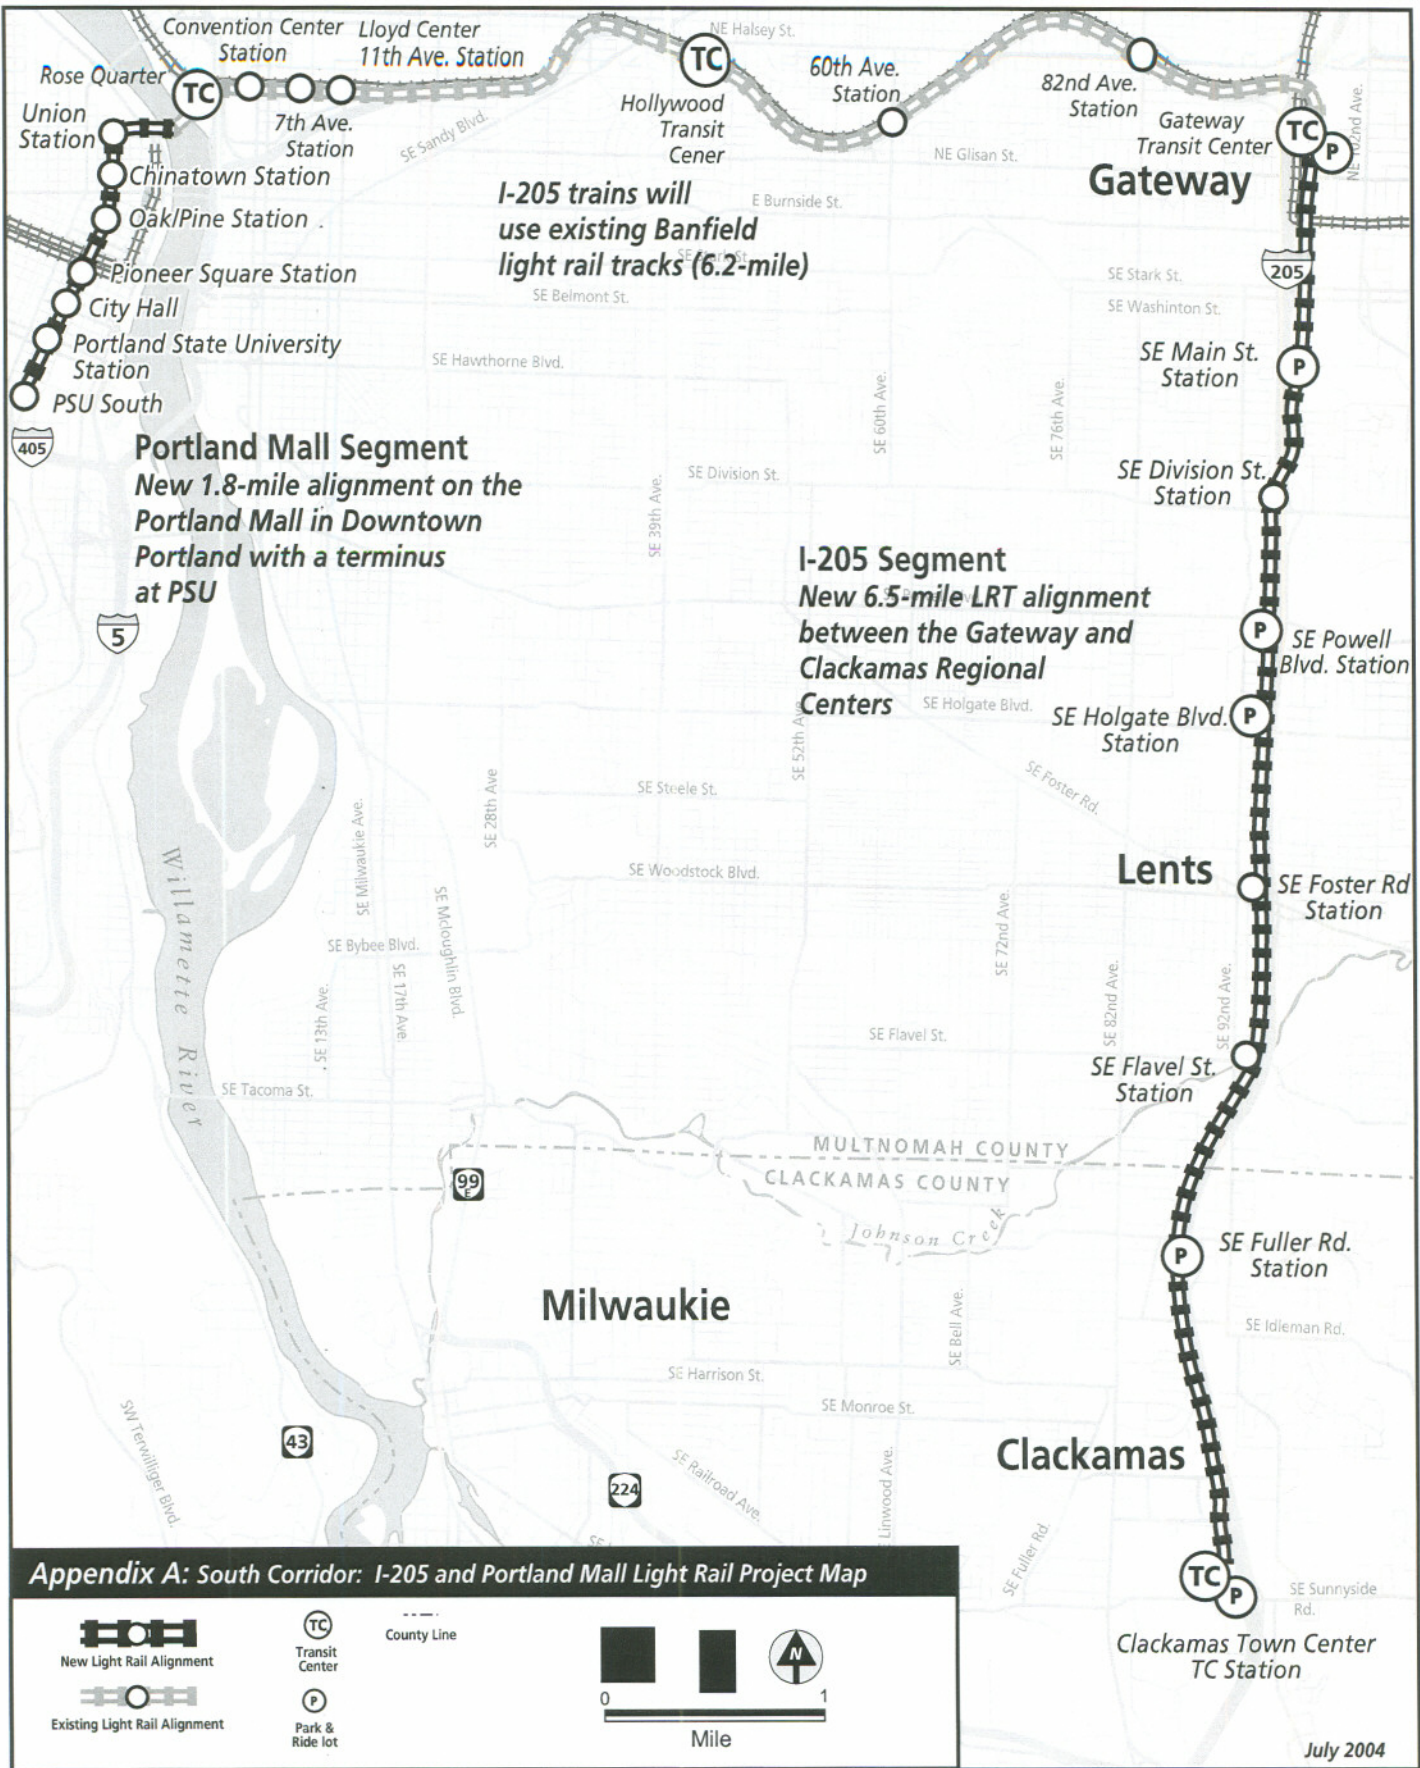 Convention Center
Station
Lloyd Center
11th Ave. Station
NE Halsey St.
Rose Quarter
TC
TC
60th Ave.
Station
82nd Ave.
Station
Union
Station
7th Ave.
Station
SE Sandy Blvd.
Hollywood
Transit
Cener
NE Glisan St.
Gateway
Transit Center
TC
P
NE 102nd Ave.
Chinatown Station
Gateway
I-205 trains will
use existing Banfield
light rail tracks (6.2-mile)
E Burnside St.
Oak/Pine Station
Pioneer Square Station
205
SE Stark St.
SE Belmont St.
SE Washinton St.
City Hall
Portland State University
Station
SE Hawthorne Blvd.
SE Main St.
Station
P
PSU South
405
SE 60th Ave.
SE 76th Ave.
Portland Mall Segment
New 1.8-mile alignment on the
Portland Mall in Downtown
Portland with a terminus
at PSU
SE Division St.
SE 39th Ave.
SE Division St.
Station
I-205 Segment
New 6.5-mile LRT alignment
between the Gateway and
Clackamas Regional
Centers
5
P
SE Powell
Blvd. Station
SE Holgate Blvd.
SE Holgate Blvd.
Station
P
SE 52th Ave.
SE Foster Rd.
SE 28th Ave
SE Steele St.
SE Milwaukie Ave.
SE Woodstock Blvd.
Lents
SE Foster Rd
Station
Willamette River
SE Mcloughlin Blvd.
SE Bybee Blvd.
SE 17th Ave.
SE 13th Ave.
SE 72nd Ave.
SE 82nd Ave.
SE 92nd Ave.
SE Flavel St.
SE Flavel St.
Station
SE Tacoma St.
MULTNOMAH COUNTY
CLACKAMAS COUNTY
99
E
Johnson Creek
P
SE Fuller Rd.
Station
Milwaukie
SE Bell Ave.
SE Idleman Rd.
SE Harrison St.
SE Monroe St.
SW Terwilliger Blvd.
43
Clackamas
224
SE Railroad Ave.
Linwood Ave.
SE Fuller Rd.
TC
P
SE Sunnyside
Rd.
Clackamas Town Center
TC Station
Appendix A: South Corridor: I-205 and Portland Mall Light Rail Project Map
New Light Rail Alignment
Existing Light Rail Alignment
TC
Transit
Center
P
Park &
Ride lot
County Line
N
0 1
Mile
July 2004